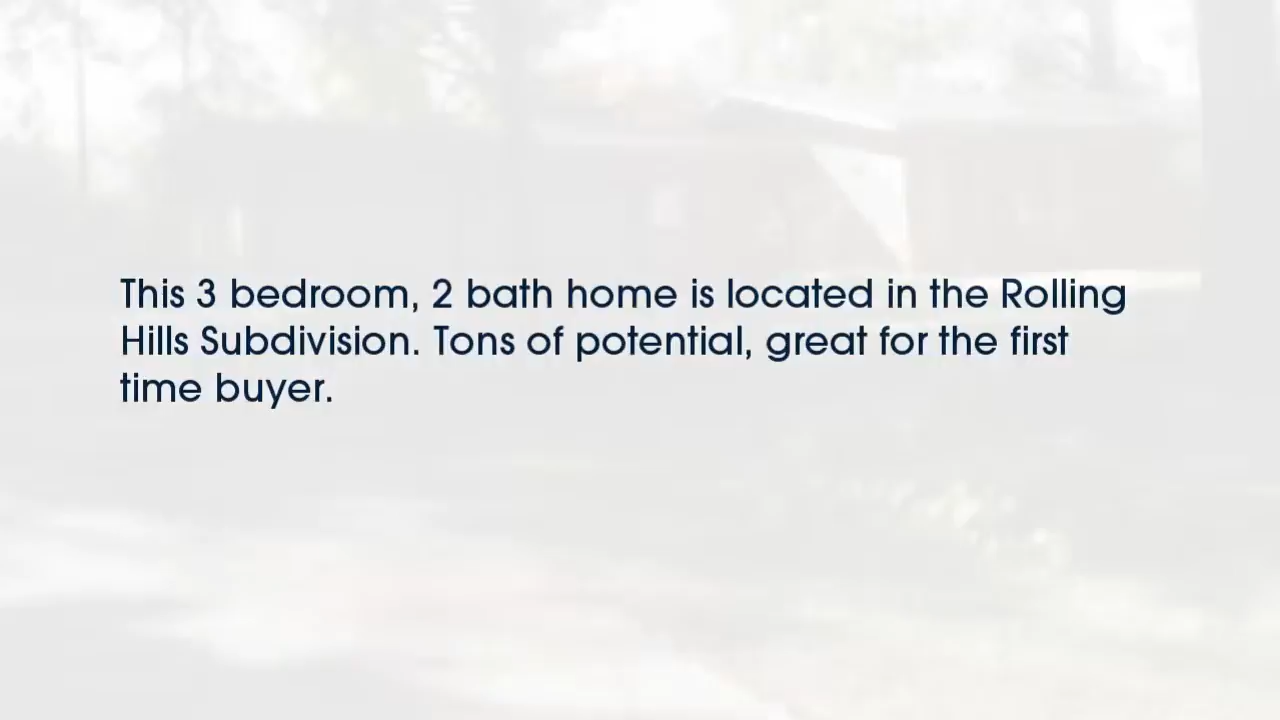 This 3 bedroom, 2 bath home is located in the Rolling
Hills Subdivision. Tons of potential, great for the first
time buyer.